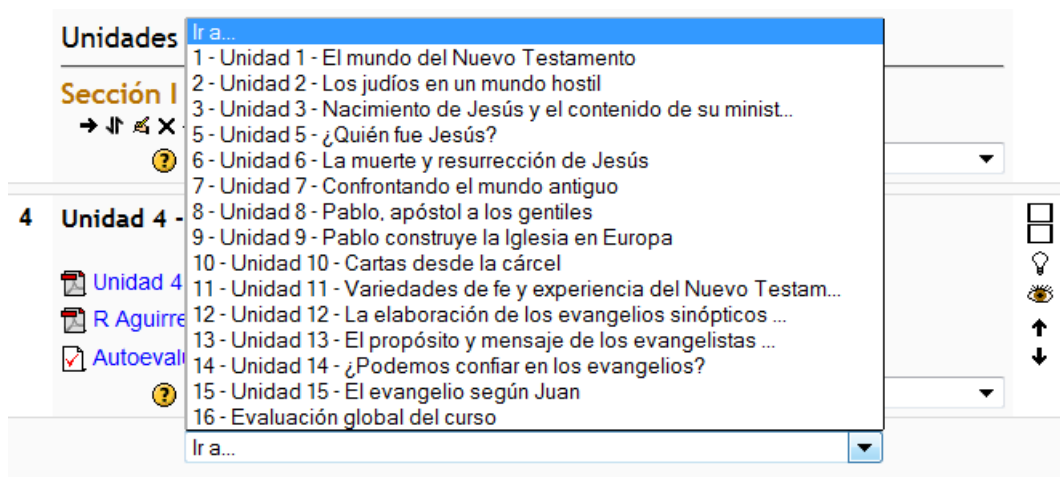 Unidades
Sección I
Ir a...
1 - Unidad 1 - El mundo del Nuevo Testamento
2 - Unidad 2 - Los judíos en un mundo hostil
3 - Unidad 3 - Nacimiento de Jesús y el contenido de su minist...
5 - Unidad 5 - ¿Quién fue Jesús?
6 - Unidad 6 - La muerte y resurrección de Jesús
7 - Unidad 7 - Confrontando el mundo antiguo
8 - Unidad 8 - Pablo, apóstol a los gentiles
9 - Unidad 9 - Pablo construye la Iglesia en Europa
10 - Unidad 10 - Cartas desde la cárcel
11 - Unidad 11 - Variedades de fe y experiencia del Nuevo Testam...
12 - Unidad 12 - La elaboración de los evangelios sinópticos ...
13 - Unidad 13 - El propósito y mensaje de los evangelistas ...
14 - Unidad 14 - ¿Podemos confiar en los evangelios?
15 - Unidad 15 - El evangelio según Juan
16 - Evaluación global del curso
Ir a...
4 Unidad 4 -
Unidad 4
R Aguirre
Autoeval